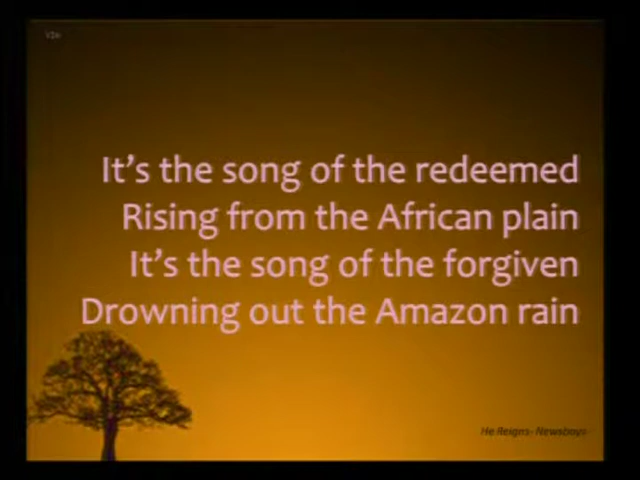 It's the song of the redeemed
Rising from the African plain
It's the song of the forgiven
Drowning out the Amazon rain
He Reigns- Newsboys